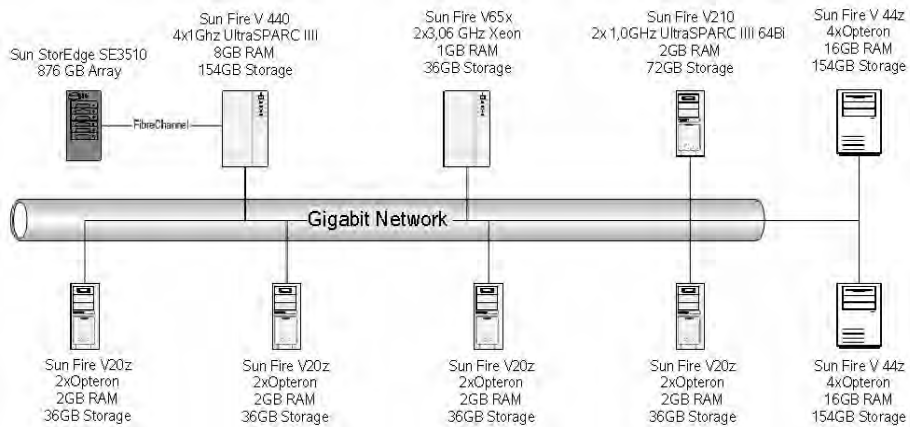 Sun StorEdge SE3510
876 GB Array
Sun Fire V 440
4x1Ghz UltraSPARC IIII
8GB RAM
154GB Storage
Sun Fire V65x
2x3,06 GHz Xeon
1GB RAM
36GB Storage
Sun Fire V210
2x 1,0GHz UltraSPARC IIII 64Bi
2GB RAM
72GB Storage
Sun Fire V 44z
4xOpteron
16GB RAM
154GB Storage
FibreChannel
Gigabit Network
Sun Fire V20z
2xOpteron
2GB RAM
36GB Storage
Sun Fire V20z
2xOpteron
2GB RAM
36GB Storage
Sun Fire V20z
2xOpteron
2GB RAM
36GB Storage
Sun Fire V20z
2xOpteron
2GB RAM
36GB Storage
Sun Fire V 44z
4xOpteron
16GB RAM
154GB Storage